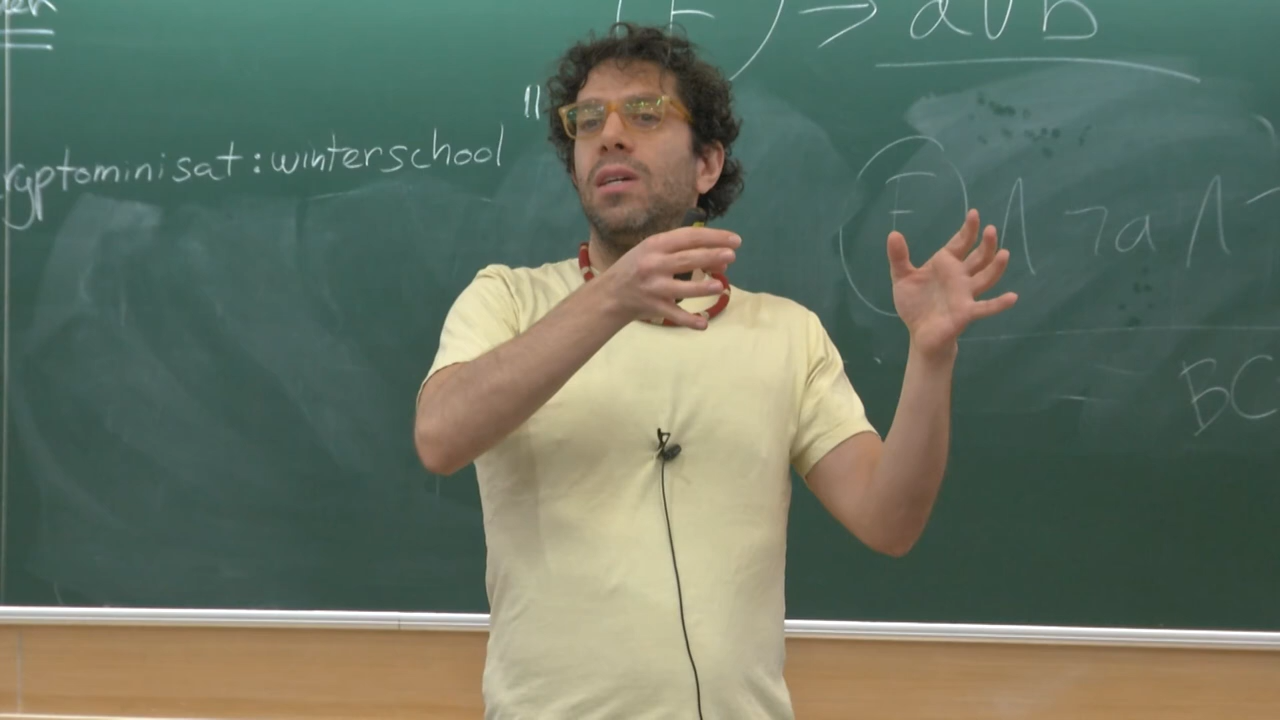 (F) → a ∨ b
ryptominisat:winterschool "
(F) ∧ ¬a ∧ ¬
BC